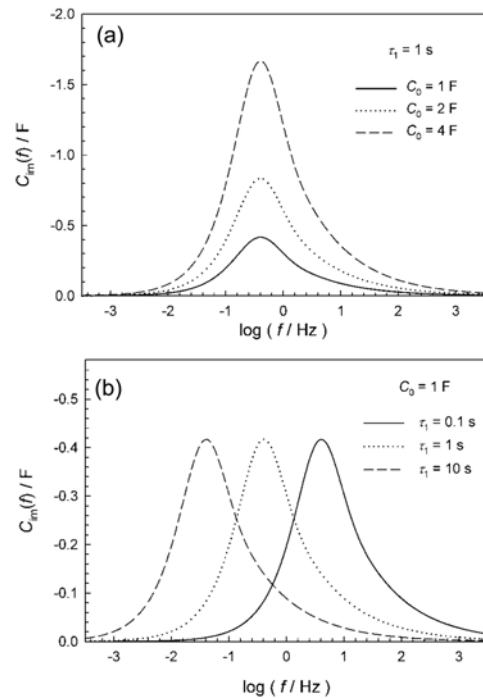 (a)
τ₁ = 1 s
C₀ = 1 F
C₀ = 2 F
C₀ = 4 F
-2.0
-1.5
-1.0
-0.5
0.0
C_im(f) / F
-3 -2 -1 0 1 2 3
log ( f / Hz )
(b)
C₀ = 1 F
τ₁ = 0.1 s
τ₁ = 1 s
τ₁ = 10 s
-0.5
-0.4
-0.3
-0.2
-0.1
0.0
C_im(f) / F
-3 -2 -1 0 1 2 3
log ( f / Hz )